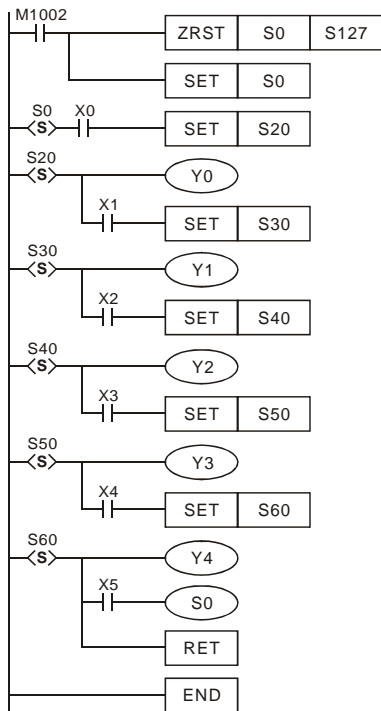 M1002
ZRST S0 S127
SET S0
S0 X0
S SET S20
S20
S Y0
X1
SET S30
S30
S Y1
X2
SET S40
S40
S Y2
X3
SET S50
S50
S Y3
X4
SET S60
S60
S Y4
X5
S0
RET
END